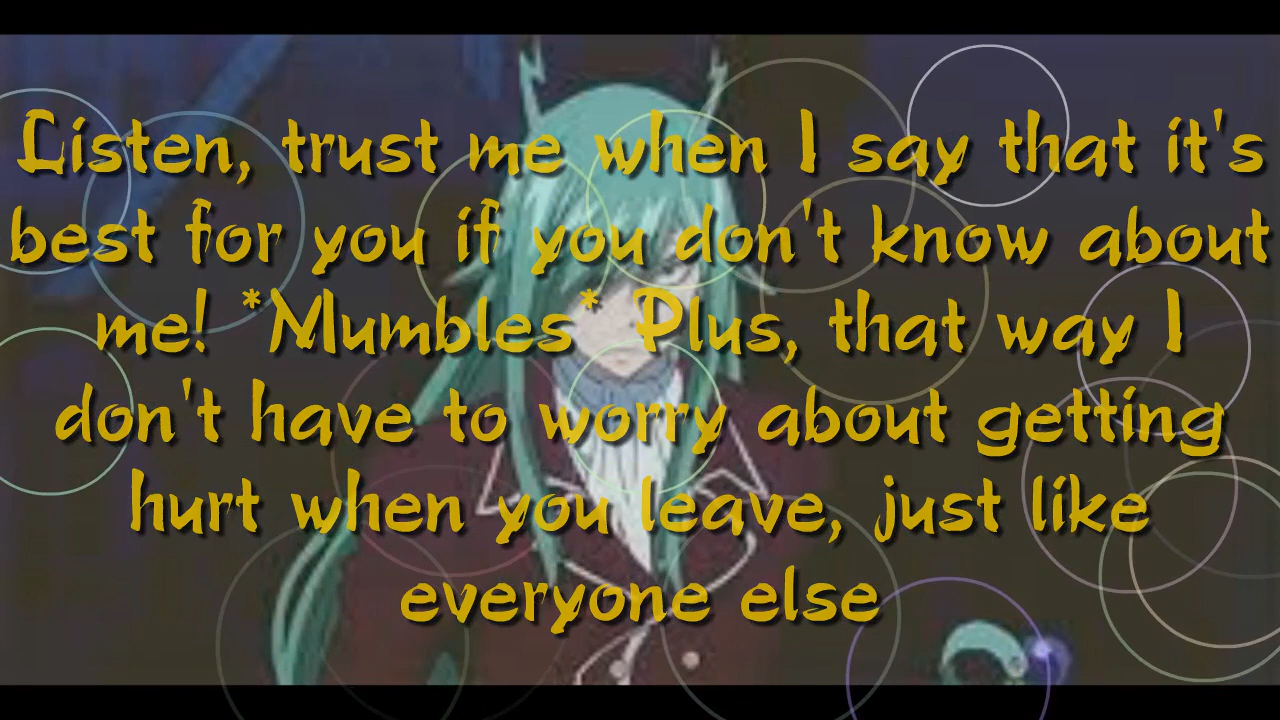 Listen, trust me when I say that it's
best for you if you don't know about
me! *Mumbles* Plus, that way I
don't have to worry about getting
hurt when you leave, just like
everyone else